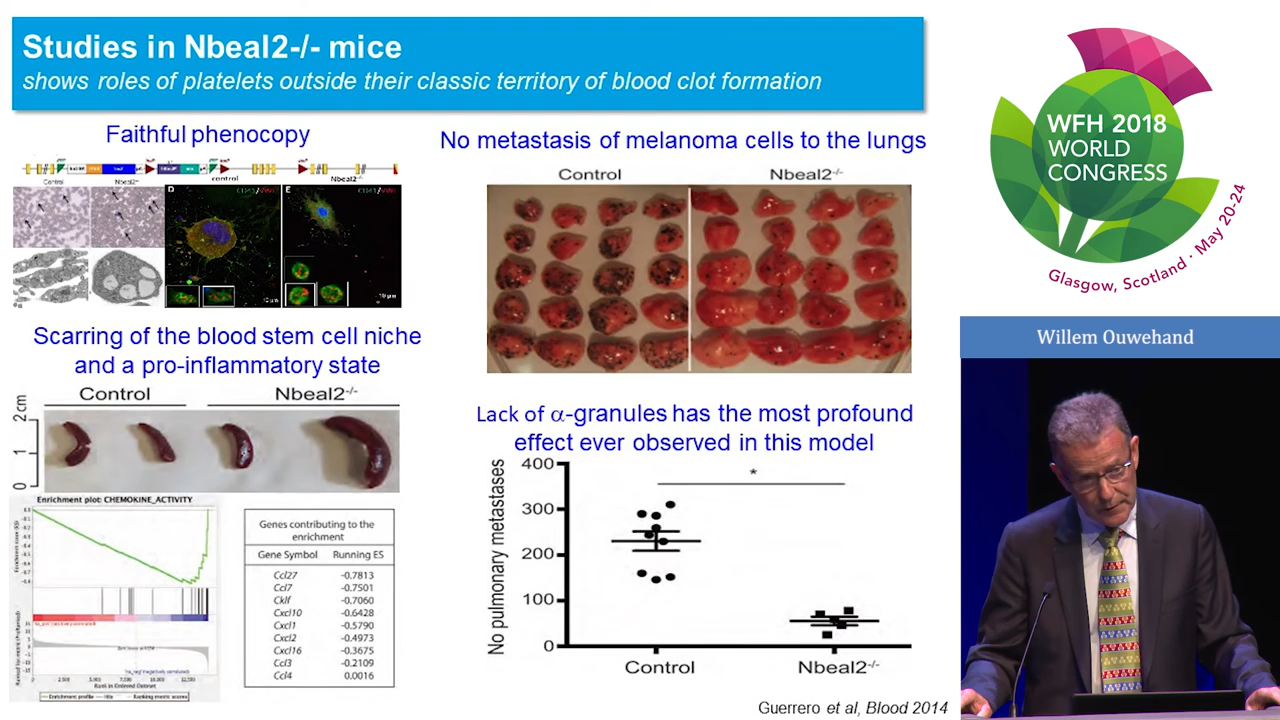 Studies in Nbeal2-/- mice
shows roles of platelets outside their classic territory of blood clot formation
Faithful phenocopy
control
Nbeal2-/-
Control
Nbeal2-/-
D
E
Scarring of the blood stem cell niche
and a pro-inflammatory state
Control
Nbeal2-/-
2 cm
1
0
Enrichment plot: CHEMOKINE_ACTIVITY
Genes contributing to the
enrichment
Gene Symbol Running ES
Ccl27 -0.7813
Ccl7 -0.7501
Cklf -0.7060
Cxcl10 -0.6428
Cxcl1 -0.5790
Cxcl2 -0.4973
Cxcl16 -0.3675
Ccl3 -0.2109
Ccl4 0.0016
No metastasis of melanoma cells to the lungs
Control
Nbeal2-/-
Lack of α-granules has the most profound
effect ever observed in this model
No pulmonary metastases
400
300
200
100
0
*
Control
Nbeal2-/-
Guerrero et al, Blood 2014
WFH 2018
WORLD
CONGRESS
Glasgow, Scotland · May 20-24
Willem Ouwehand